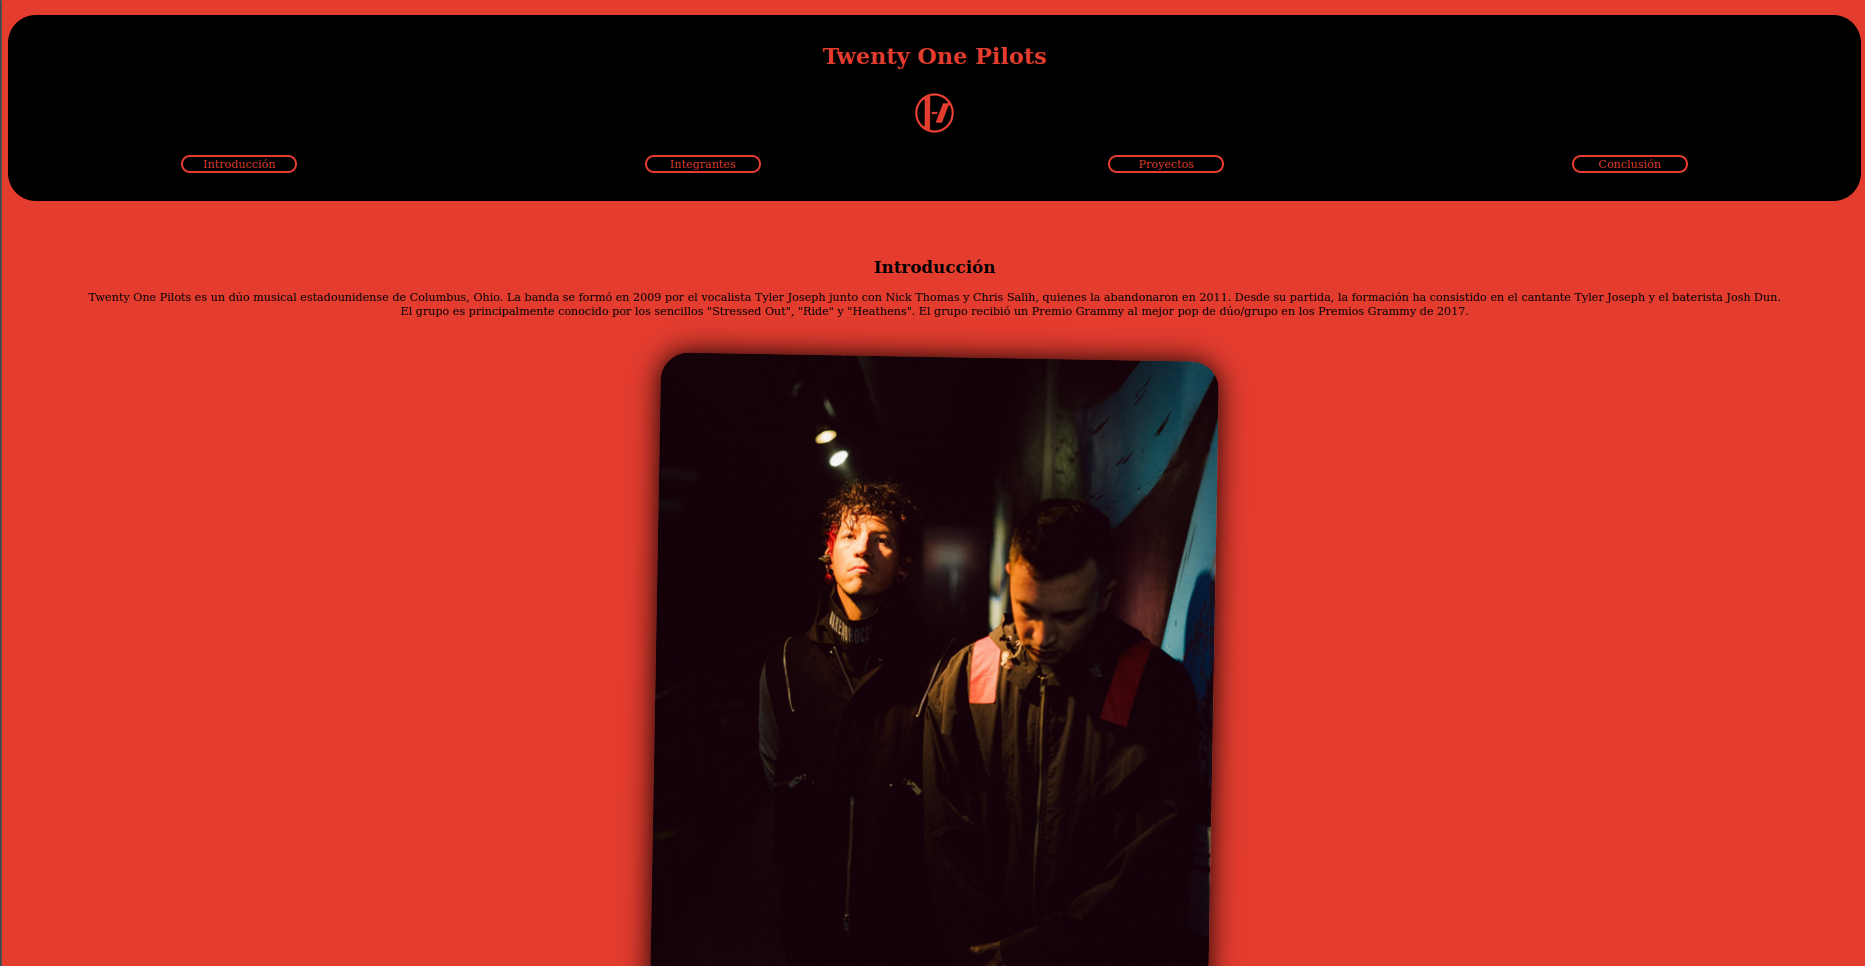 Twenty One Pilots
Introducción
Integrantes
Proyectos
Conclusión
Introducción
Twenty One Pilots es un dúo musical estadounidense de Columbus, Ohio. La banda se formó en 2009 por el vocalista Tyler Joseph junto con Nick Thomas y Chris Salih, quienes la abandonaron en 2011. Desde su partida, la formación ha consistido en el cantante Tyler Joseph y el baterista Josh Dun.
El grupo es principalmente conocido por los sencillos "Stressed Out", "Ride" y "Heathens". El grupo recibió un Premio Grammy al mejor pop de dúo/grupo en los Premios Grammy de 2017.